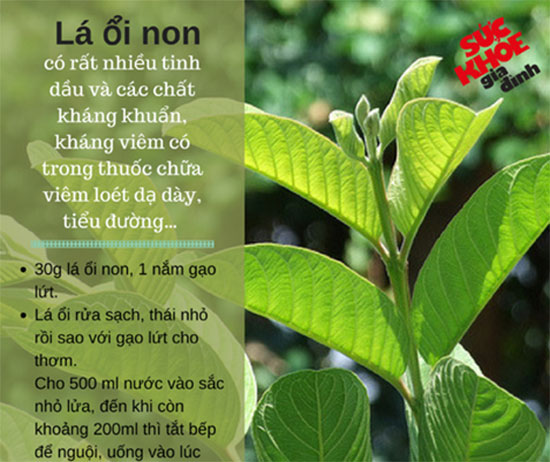 Lá ổi non
có rất nhiều tinh
dầu và các chất
kháng khuẩn,
kháng viêm có
trong thuốc chữa
viêm loét dạ dày,
tiểu đường...
• 30g lá ổi non, 1 nắm gạo
lứt.
• Lá ổi rửa sạch, thái nhỏ
rồi sao với gạo lứt cho
thơm.
Cho 500 ml nước vào sắc
nhỏ lửa, đến khi còn
khoảng 200ml thì tắt bếp
để nguội, uống vào lúc
SỨC
KHỎE
gia
đình